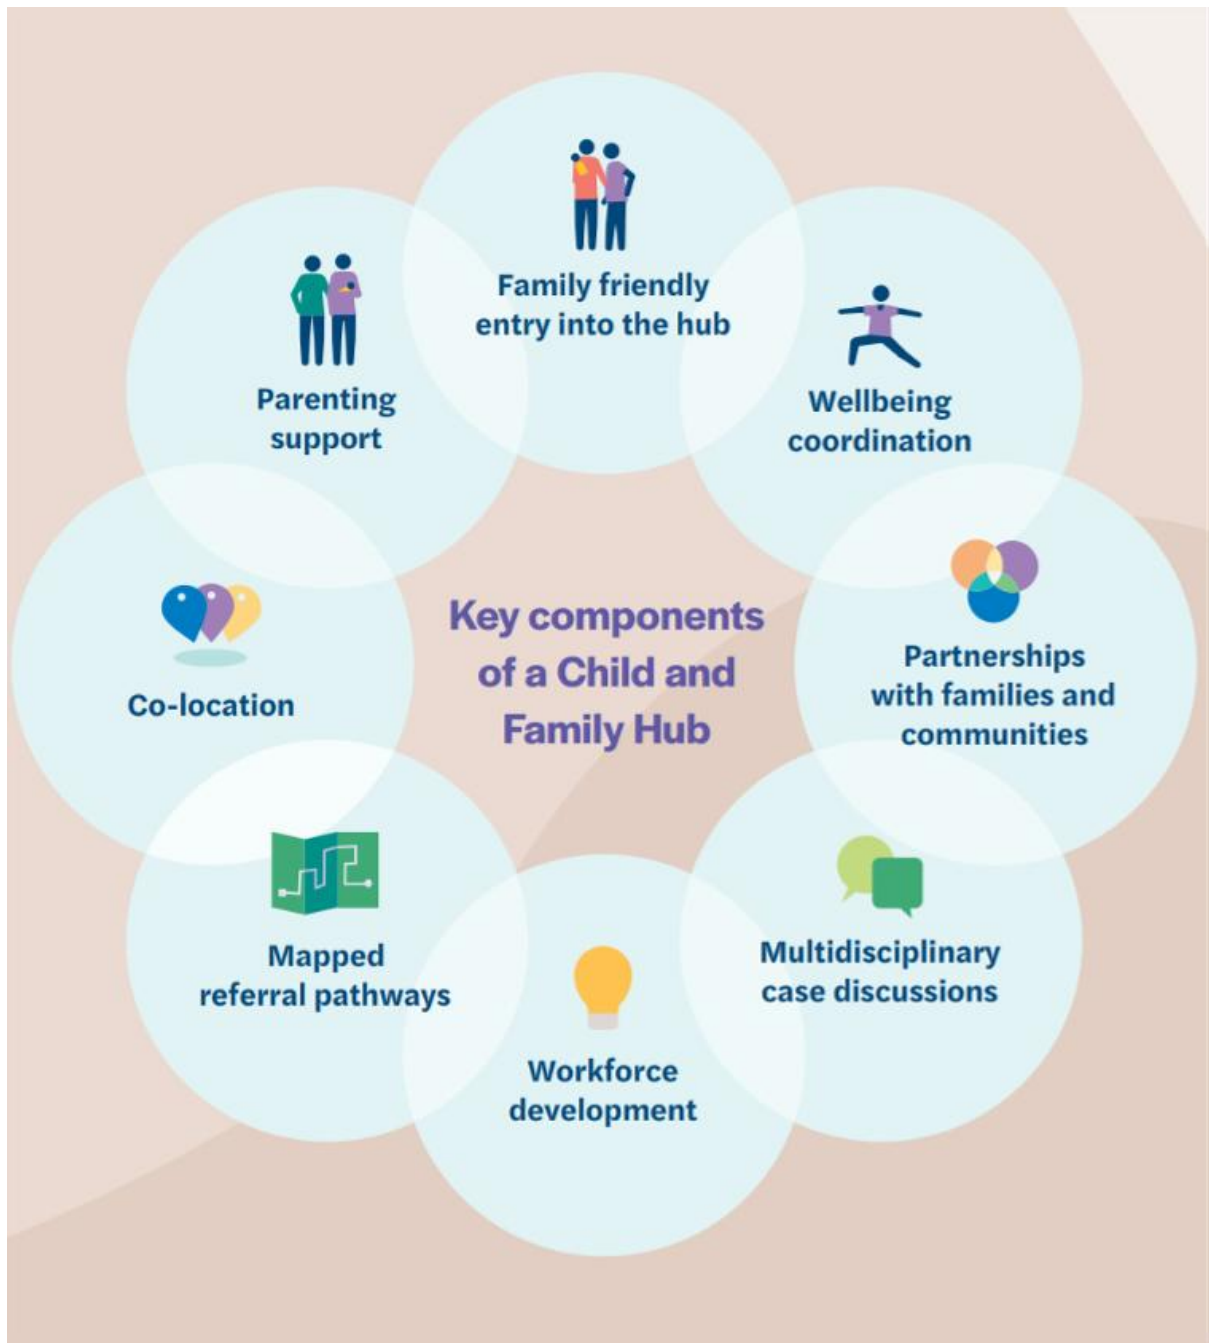 Family friendly
entry into the hub
Parenting
support
Wellbeing
coordination
Key components
of a Child and
Family Hub
Co-location
Partnerships
with families and
communities
Mapped
referral pathways
Multidisciplinary
case discussions
Workforce
development